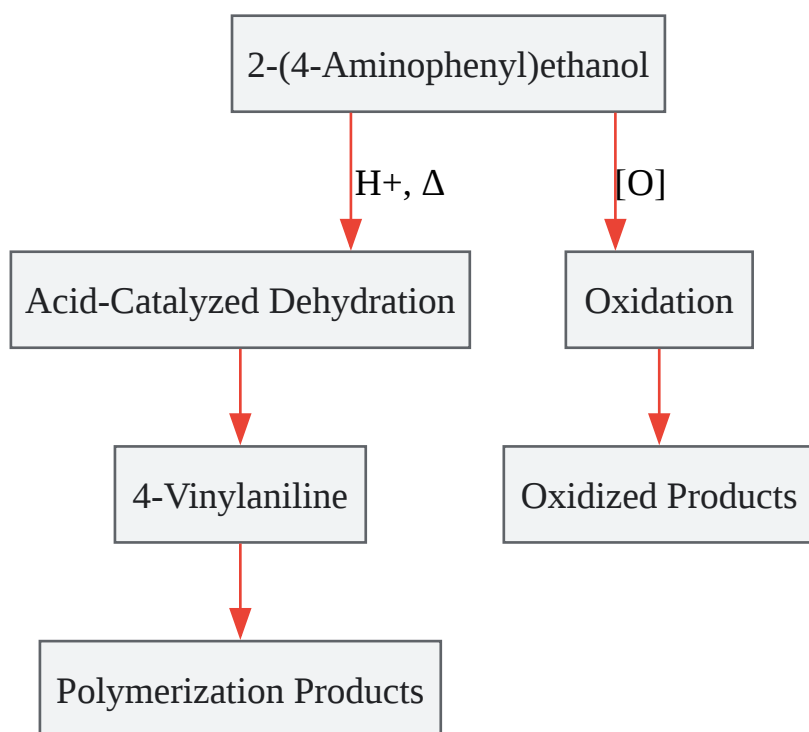 2-(4-Aminophenyl)ethanol
H+, Δ
[O]
Acid-Catalyzed Dehydration
Oxidation
4-Vinylaniline
Oxidized Products
Polymerization Products